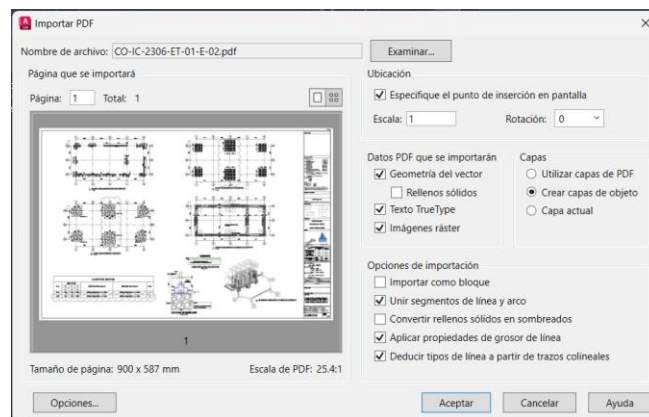 Importar PDF
Nombre de archivo: CO-IC-2306-ET-01-E-02.pdf Examinar...
Página que se importará
Página: 1 Total: 1
1
Tamaño de página: 900 x 587 mm Escala de PDF: 25.4:1
Ubicación
Especifique el punto de inserción en pantalla
Escala: 1 Rotación: 0
Datos PDF que se importarán
Geometría del vector
Rellenos sólidos
Texto TrueType
Imágenes ráster
Capas
Utilizar capas de PDF
Crear capas de objeto
Capa actual
Opciones de importación
Importar como bloque
Unir segmentos de línea y arco
Convertir rellenos sólidos en sombreados
Aplicar propiedades de grosor de línea
Deducir tipos de línea a partir de trazos colineales
Opciones... Aceptar Cancelar Ayuda